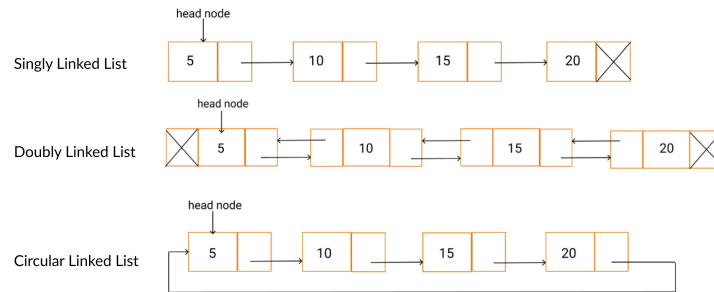 head node
Singly Linked List
5 10 15 20
head node
Doubly Linked List
5 10 15 20
head node
Circular Linked List
5 10 15 20